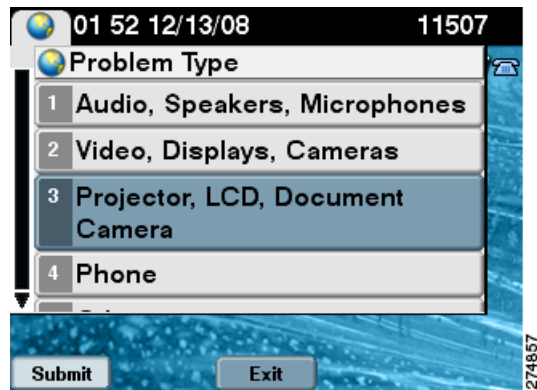 01 52 12/13/08 11507
Problem Type
1 Audio, Speakers, Microphones
2 Video, Displays, Cameras
3 Projector, LCD, Document
Camera
4 Phone
Submit Exit
274857